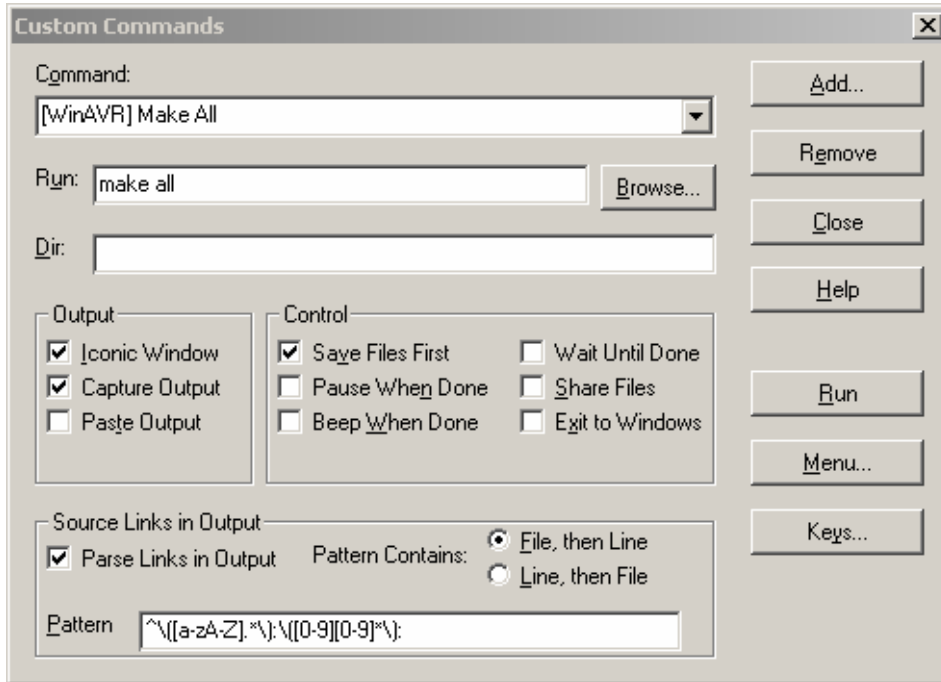 Custom Commands
Command:
[WinAVR] Make All
Run: make all Browse...
Dir:
Output
Iconic Window
Capture Output
Paste Output
Control
Save Files First
Pause When Done
Beep When Done
Wait Until Done
Share Files
Exit to Windows
Source Links in Output
Parse Links in Output
Pattern Contains:
File, then Line
Line, then File
Pattern ^\([a-zA-Z].*\):\([0-9][0-9]*\):
Add...
Remove
Close
Help
Run
Menu...
Keys...